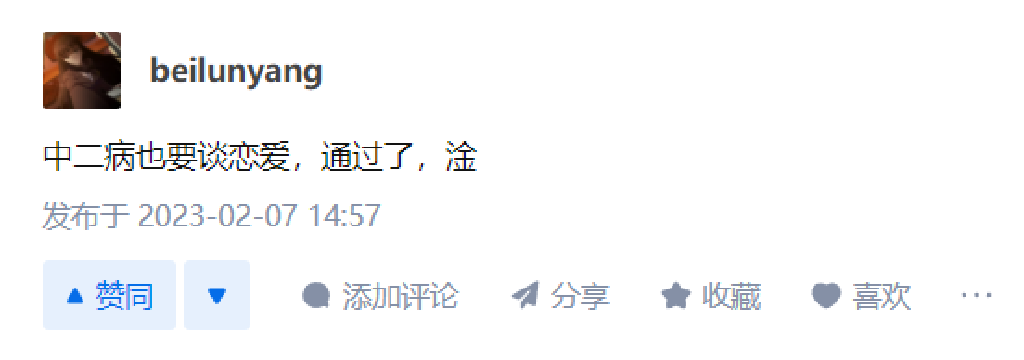 beilunyang
中二病也要谈恋爱，通过了，淦
发布于 2023-02-07 14:57
赞同
添加评论
分享
收藏
喜欢